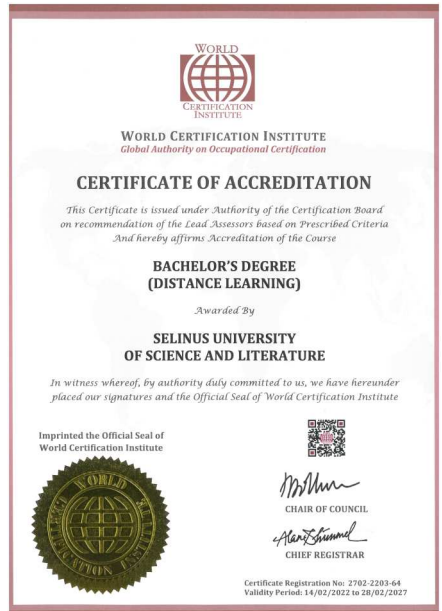 WORLD
CERTIFICATION
INSTITUTE
WORLD CERTIFICATION INSTITUTE
Global Authority on Occupational Certification
CERTIFICATE OF ACCREDITATION
This Certificate is issued under Authority of the Certification Board
on recommendation of the Lead Assessors based on Prescribed Criteria
And hereby affirms Accreditation of the Course
BACHELOR'S DEGREE
(DISTANCE LEARNING)
Awarded By
SELINUS UNIVERSITY
OF SCIENCE AND LITERATURE
In witness whereof, by authority duly committed to us, we have hereunder
placed our signatures and the Official Seal of World Certification Institute
Imprinted the Official Seal of
World Certification Institute
WORLD
CHAIR OF COUNCIL
CHIEF REGISTRAR
Certificate Registration No: 2702-2203-64
Validity Period: 14/02/2022 to 28/02/2027